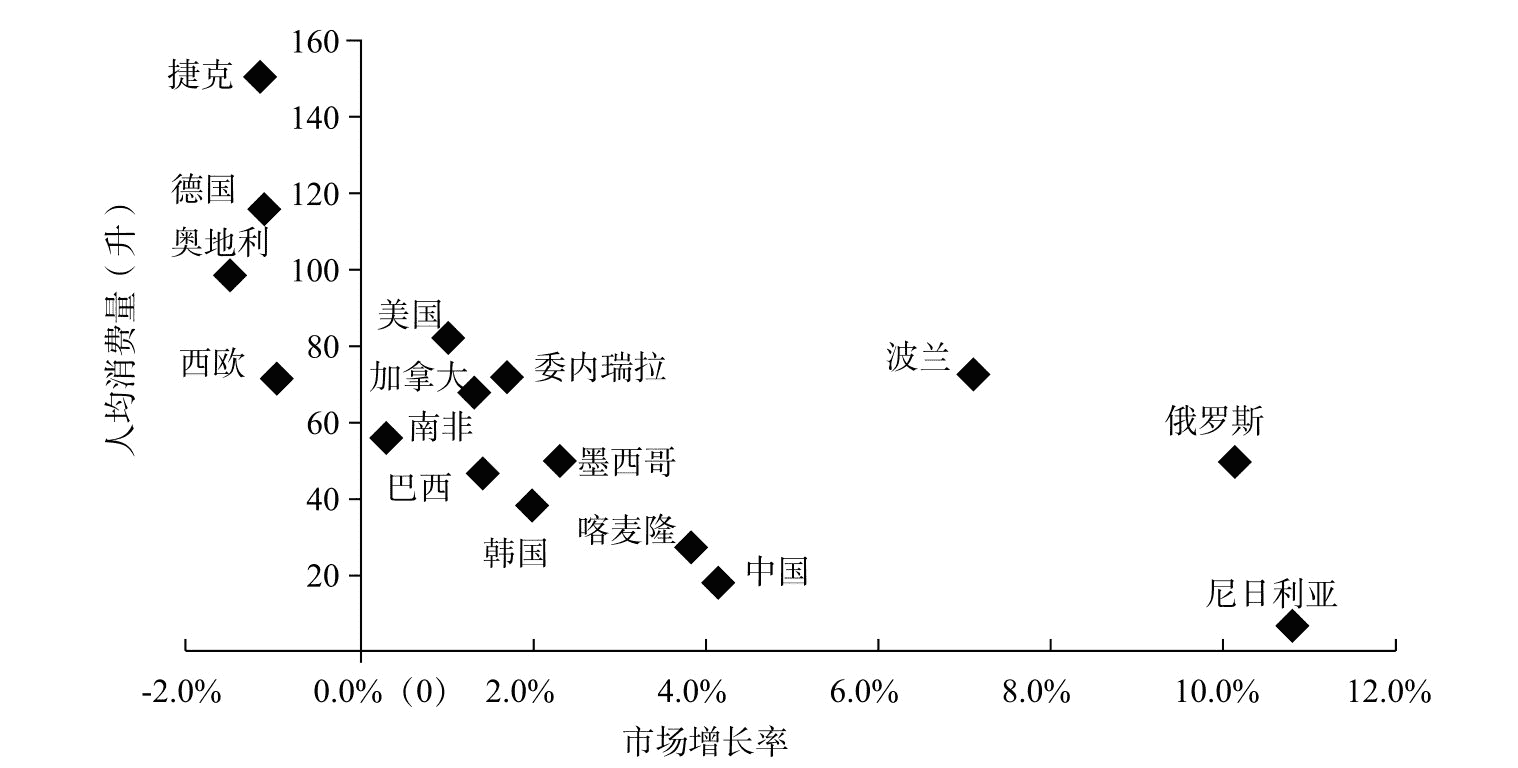 160
捷克
140
德国
120
奥地利
100
美国
80
西欧
加拿大
委内瑞拉
波兰
60
南非
俄罗斯
巴西
墨西哥
40
韩国
喀麦隆
中国
20
尼日利亚
人均消费量（升）
-2.0% 0.0%（0） 2.0% 4.0% 6.0% 8.0% 10.0% 12.0%
市场增长率